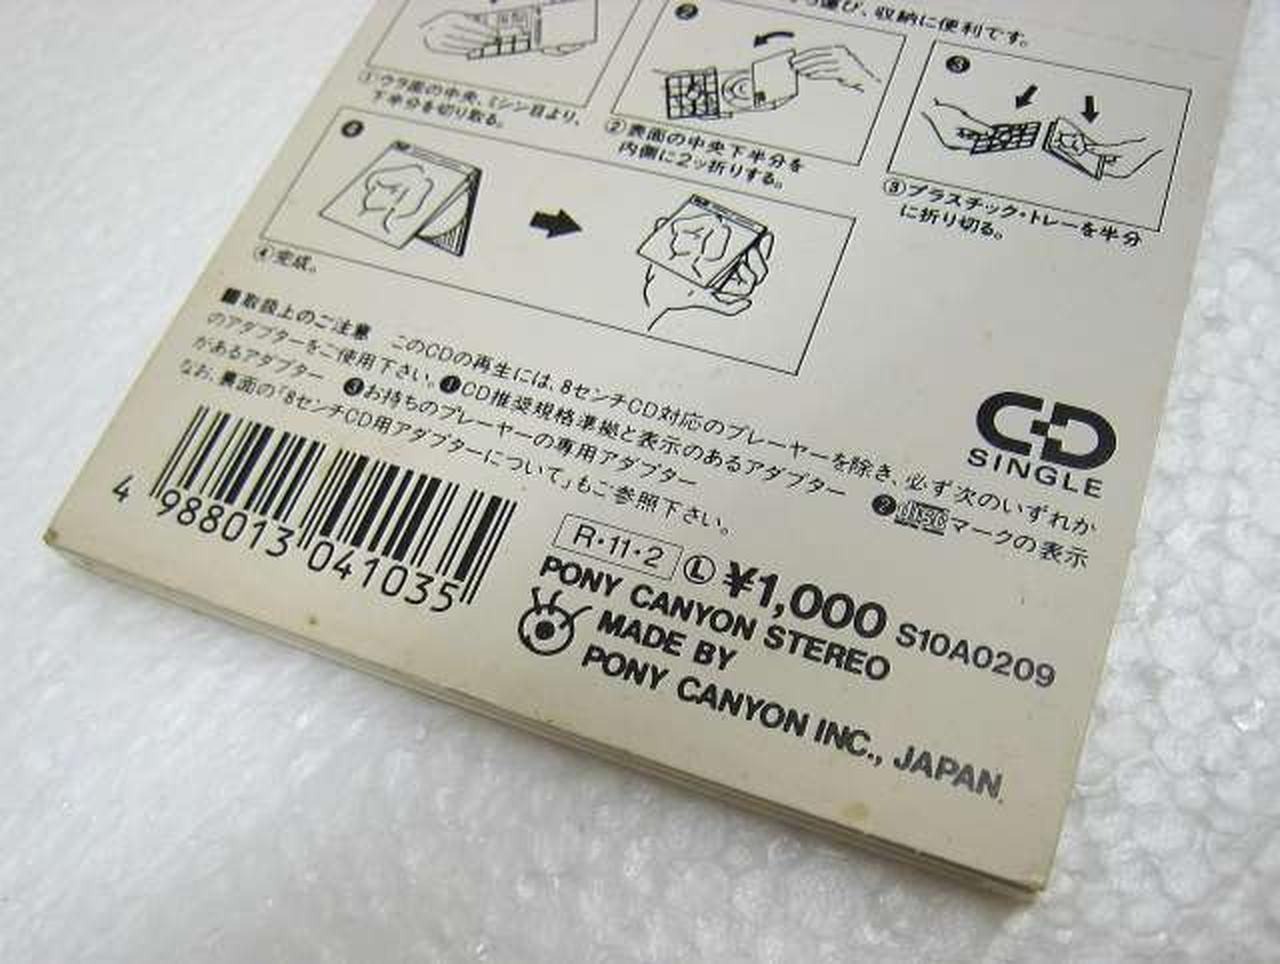 運び、収納に便利です。
①ウラ面の中央、ミシン目より、
下半分を切り取る。
❷
②表面の中央下半分を
内側に2ッ折りする。
❸
③プラスチック・トレーを半分
に折り切る。
❹
④完成。
■取扱上のご注意 このCDの再生には、8センチCD対応のプレーヤーを除き、必ず次のいずれか
のアダプターをご使用下さい。❶CD推奨規格準拠と表示のあるアダプター ❷discマークの表示
があるアダプター ❸お持ちのプレーヤーの専用アダプター
なお、裏面の「8センチCD用アダプターについて」もご参照下さい。
CD
SINGLE
4 988013 041035
R・11・2 Ⓛ ¥1,000 S10A0209
PONY CANYON STEREO
MADE BY
PONY CANYON INC., JAPAN.